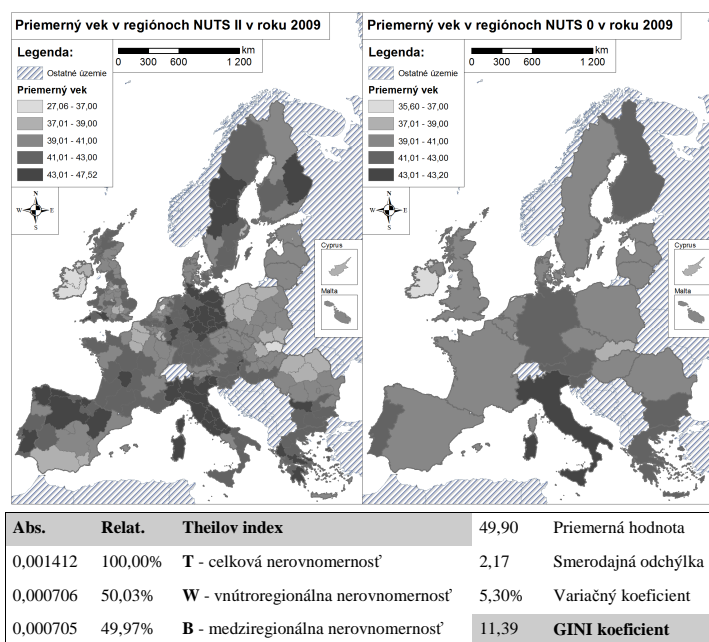 Priemerný vek v regiónoch NUTS II v roku 2009
Legenda:
km
0 300 600 1 200
Ostatné územie
Priemerný vek
27,06 - 37,00
37,01 - 39,00
39,01 - 41,00
41,01 - 43,00
43,01 - 47,52
N
W E
S
Cyprus
Malta
Priemerný vek v regiónoch NUTS 0 v roku 2009
Legenda:
km
0 300 600 1 200
Ostatné územie
Priemerný vek
35,60 - 37,00
37,01 - 39,00
39,01 - 41,00
41,01 - 43,00
43,01 - 43,20
N
W E
S
Cyprus
Malta
Abs. Relat. Theilov index 49,90 Priemerná hodnota
0,001412 100,00% T - celková nerovnomernosť 2,17 Smerodajná odchýlka
0,000706 50,03% W - vnútroregionálna nerovnomernosť 5,30% Variačný koeficient
0,000705 49,97% B - medziregionálna nerovnomernosť 11,39 GINI koeficient